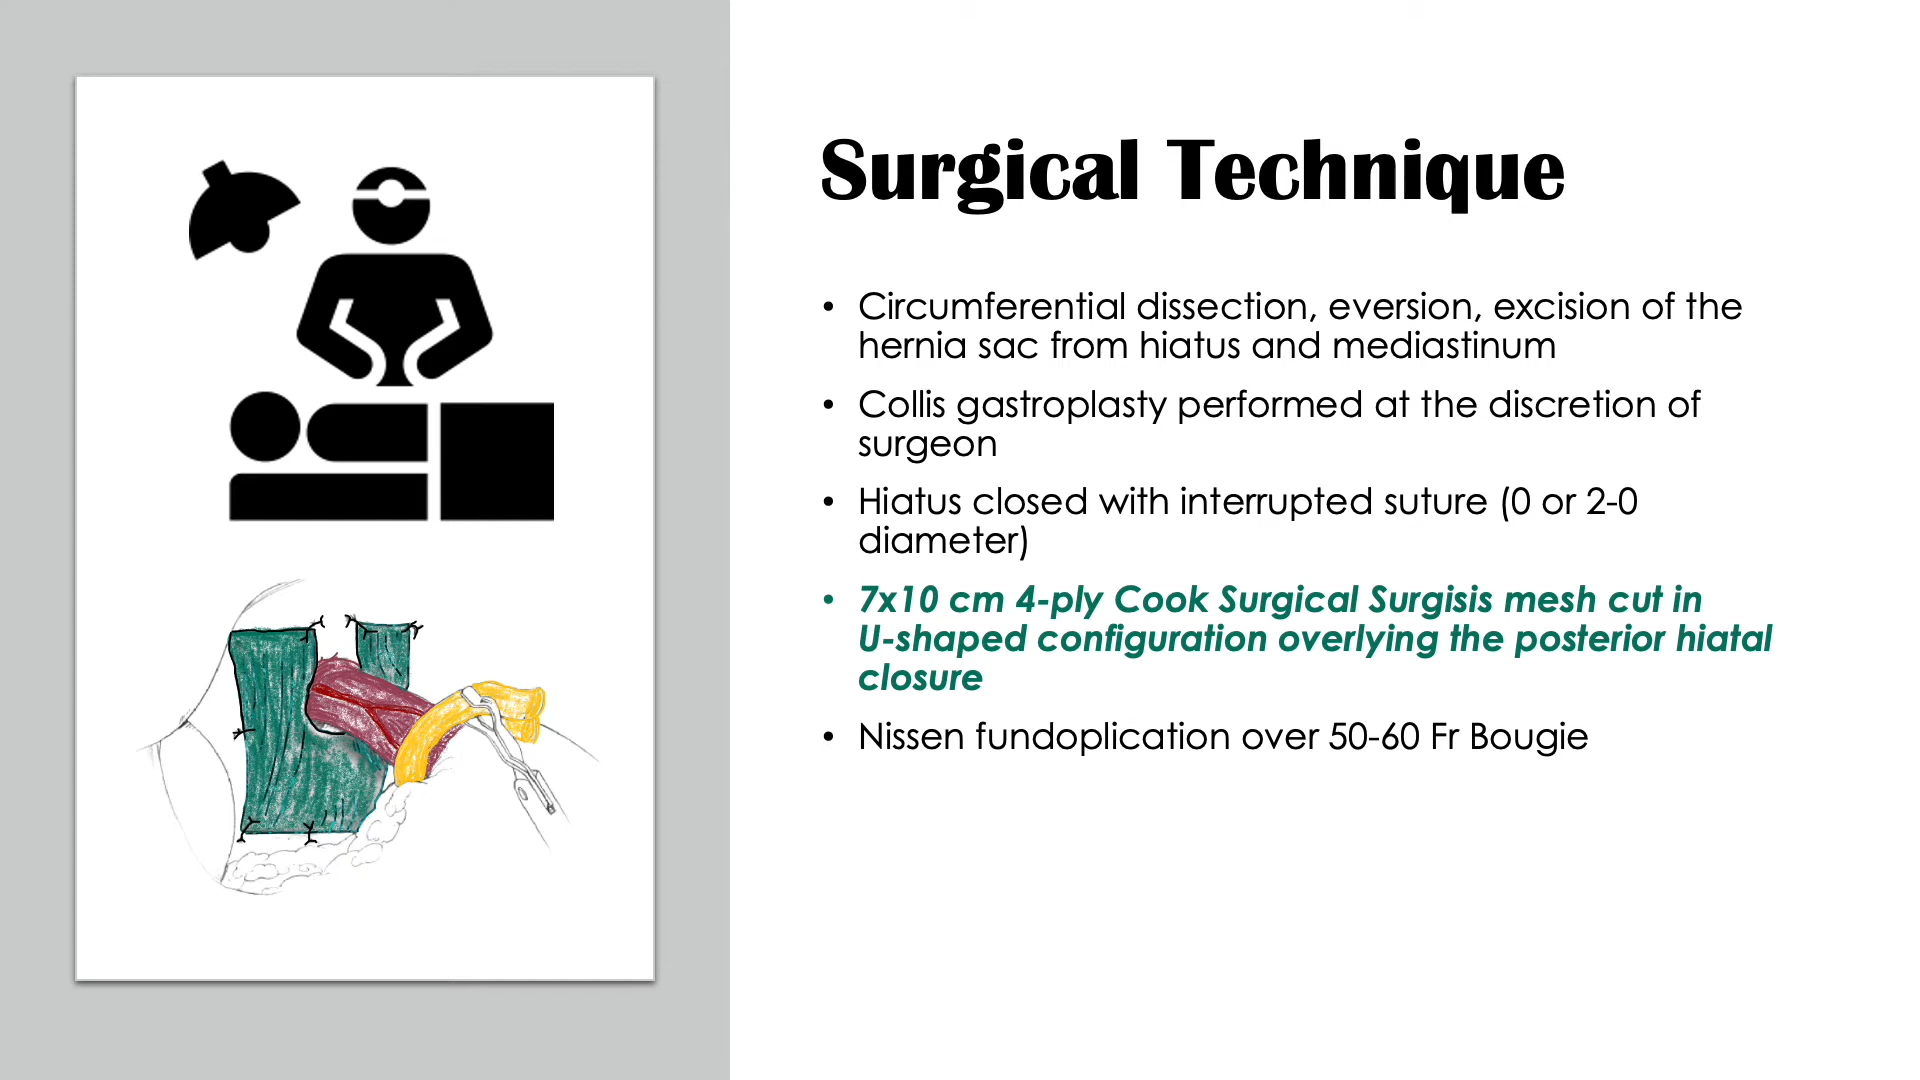 Surgical Technique
• Circumferential dissection, eversion, excision of the
hernia sac from hiatus and mediastinum
• Collis gastroplasty performed at the discretion of
surgeon
• Hiatus closed with interrupted suture (0 or 2-0
diameter)
• 7x10 cm 4-ply Cook Surgical Surgisis mesh cut in
U-shaped configuration overlying the posterior hiatal
closure
• Nissen fundoplication over 50-60 Fr Bougie